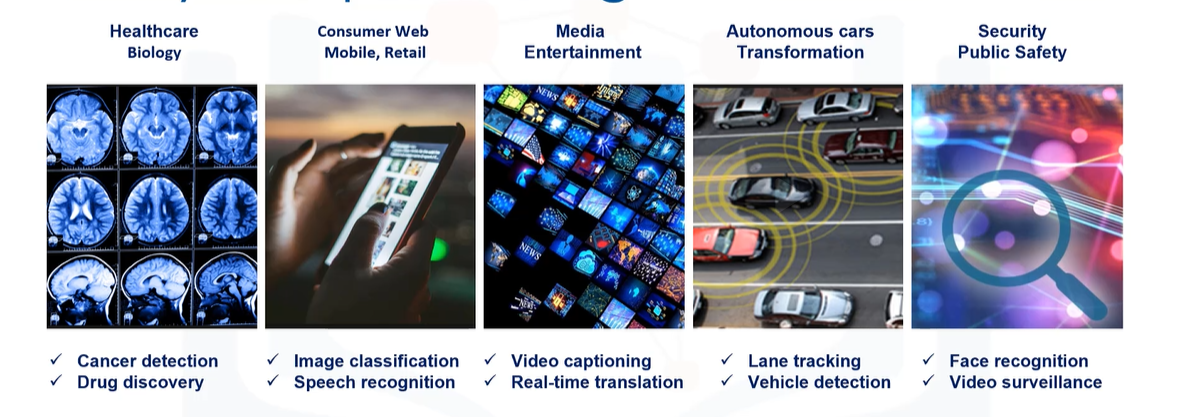 Healthcare
Biology
Consumer Web
Mobile, Retail
Media
Entertainment
Autonomous cars
Transformation
Security
Public Safety
NEWS
NEWS
✓ Cancer detection
✓ Drug discovery
✓ Image classification
✓ Speech recognition
✓ Video captioning
✓ Real-time translation
✓ Lane tracking
✓ Vehicle detection
✓ Face recognition
✓ Video surveillance